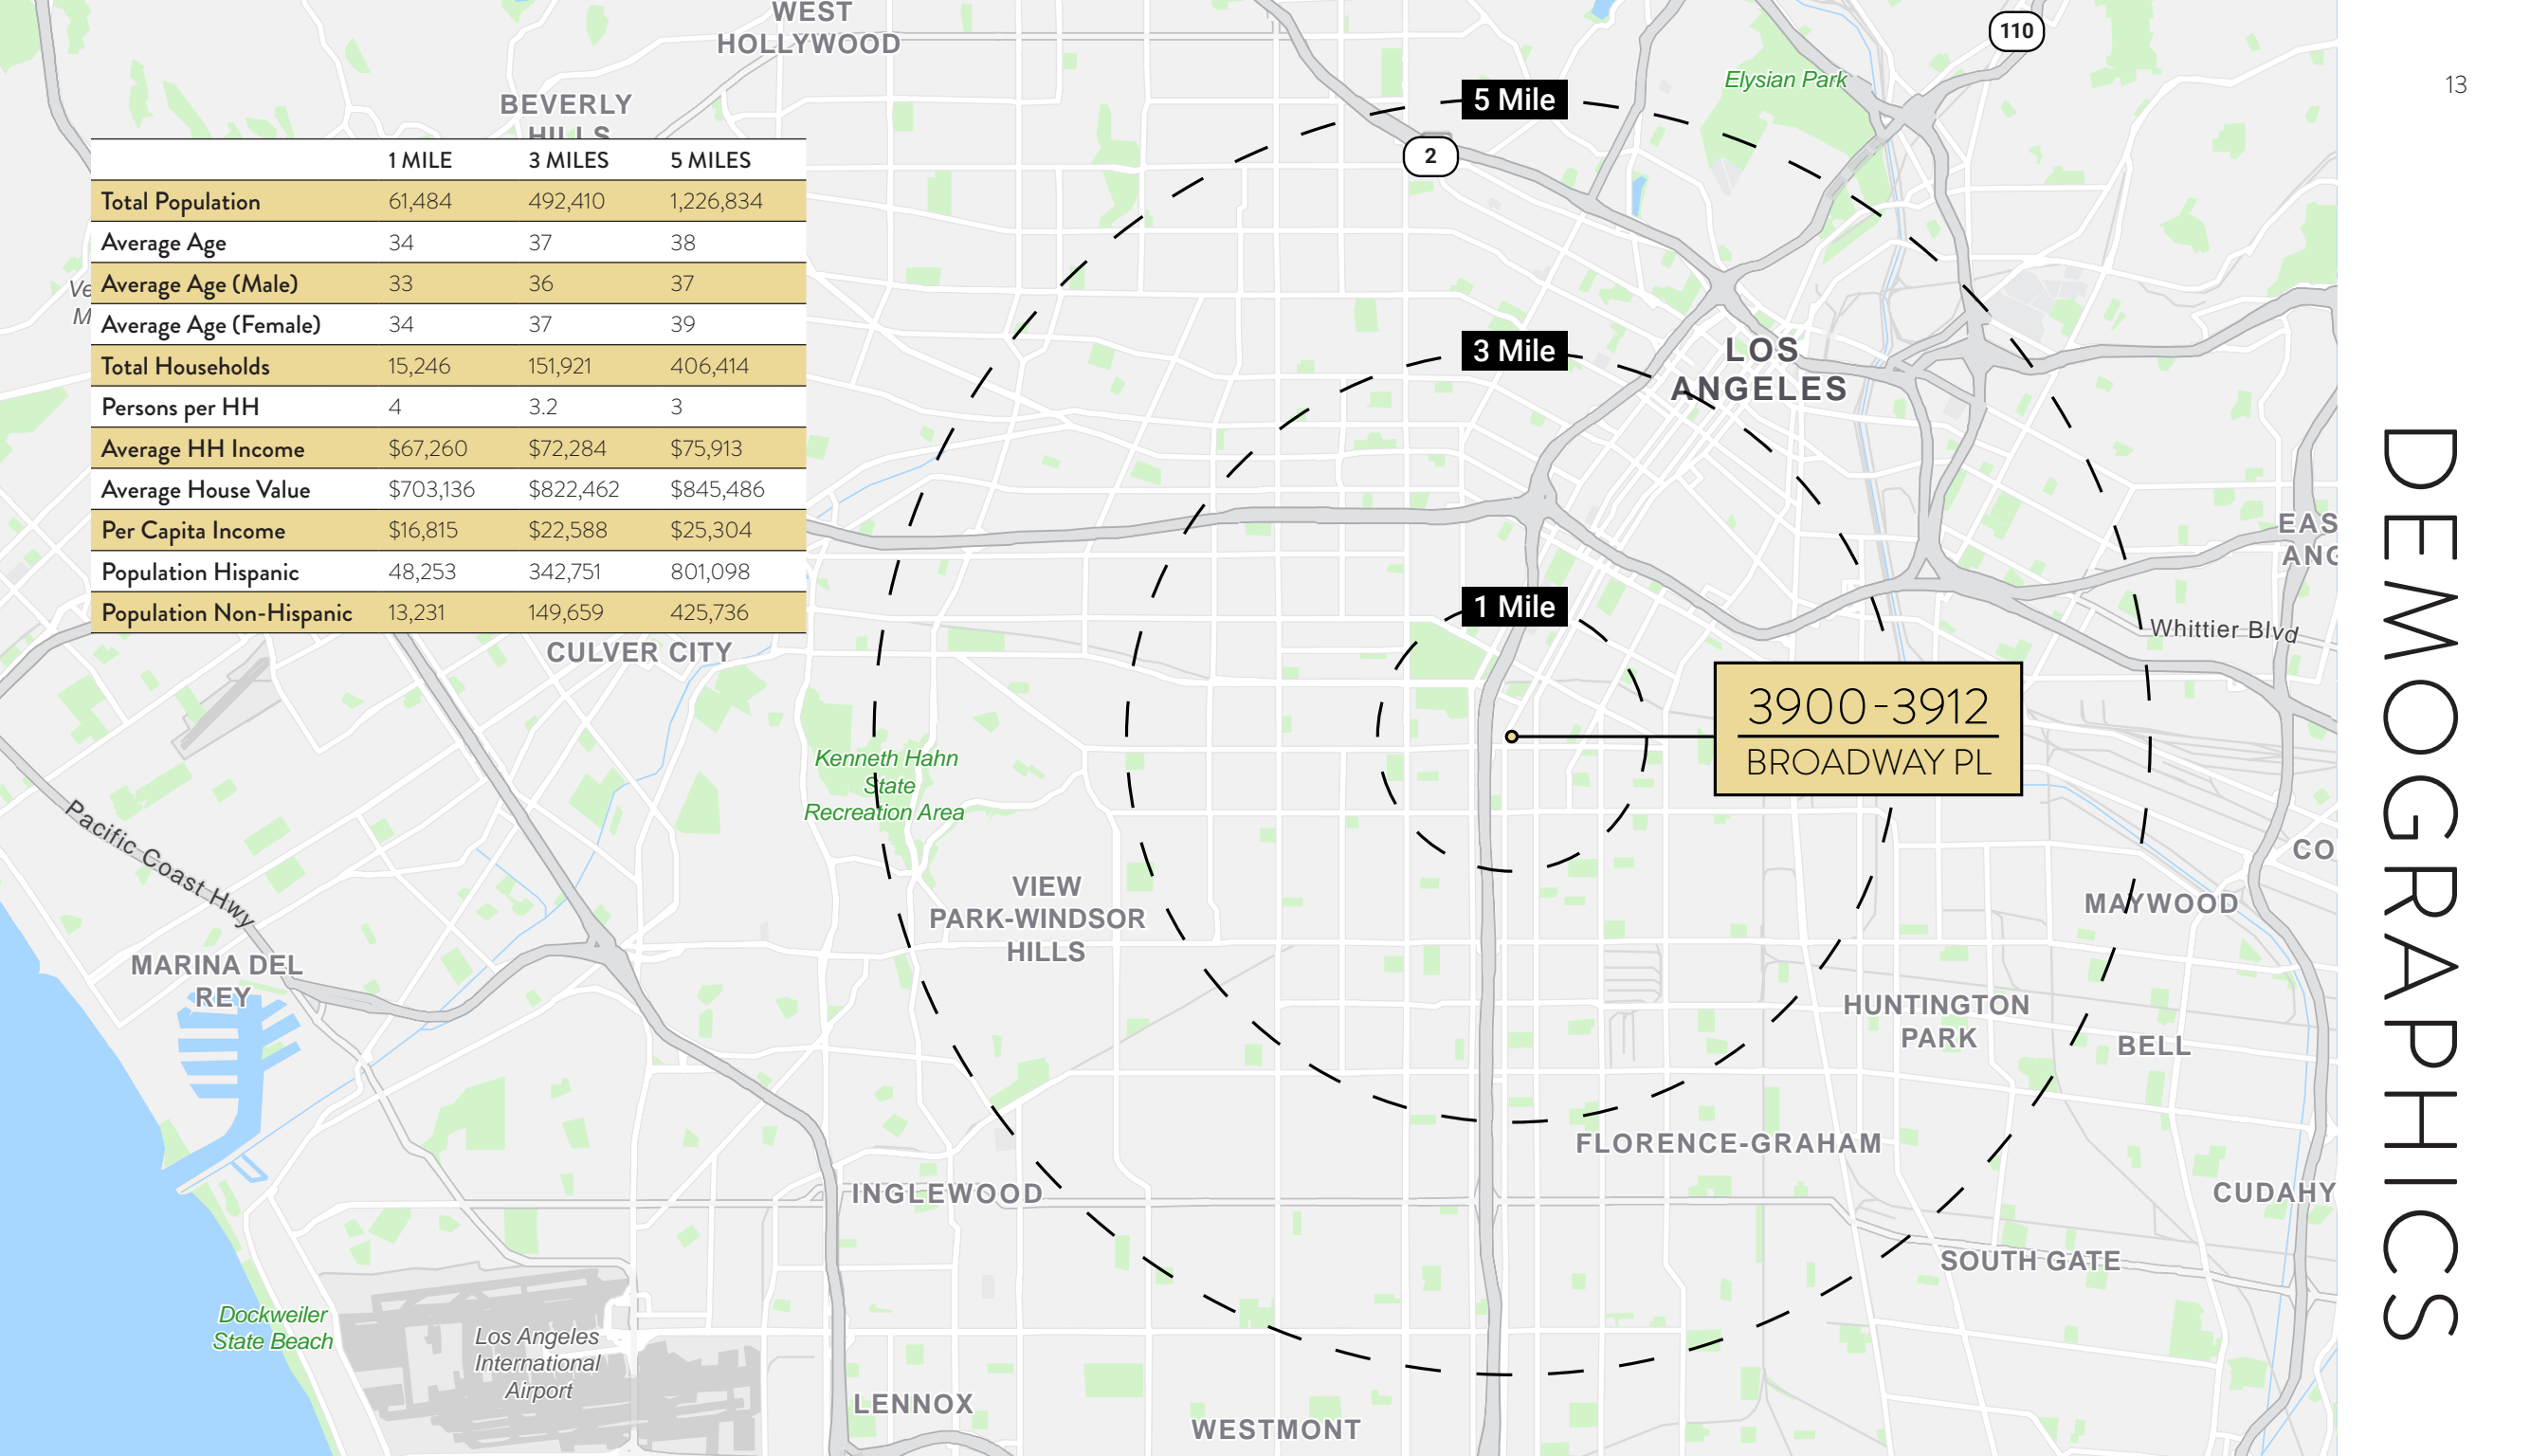 13
DEMOGRAPHICS
1 MILE 3 MILES 5 MILES
Total Population 61,484 492,410 1,226,834
Average Age 34 37 38
Average Age (Male) 33 36 37
Average Age (Female) 34 37 39
Total Households 15,246 151,921 406,414
Persons per HH 4 3.2 3
Average HH Income $67,260 $72,284 $75,913
Average House Value $703,136 $822,462 $845,486
Per Capita Income $16,815 $22,588 $25,304
Population Hispanic 48,253 342,751 801,098
Population Non-Hispanic 13,231 149,659 425,736
WEST
HOLLYWOOD
BEVERLY
HILLS
Ve
M
110
Elysian Park
5 Mile
2
3 Mile
LOS
ANGELES
1 Mile
EAS
ANG
Whittier Blvd
3900-3912
BROADWAY PL
CULVER CITY
Kenneth Hahn
State
Recreation Area
Pacific Coast Hwy
VIEW
PARK-WINDSOR
HILLS
CO
MAYWOOD
MARINA DEL
REY
HUNTINGTON
PARK
BELL
FLORENCE-GRAHAM
INGLEWOOD
CUDAHY
SOUTH GATE
Dockweiler
State Beach
Los Angeles
International
Airport
LENNOX
WESTMONT